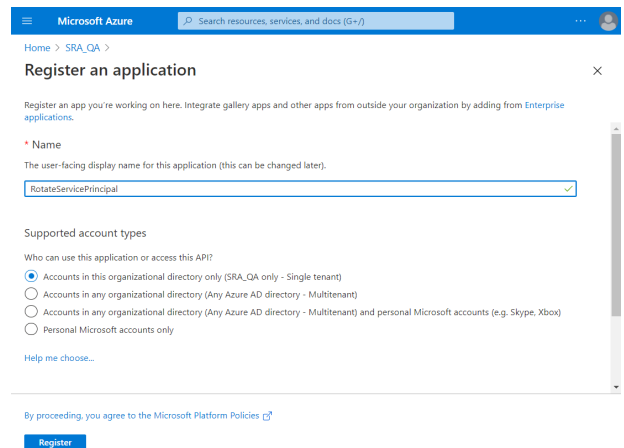 Microsoft Azure
Search resources, services, and docs (G+/)
...
Home > SRA_QA >
Register an application
Register an app you're working on here. Integrate gallery apps and other apps from outside your organization by adding from Enterprise
applications.
* Name
The user-facing display name for this application (this can be changed later).
RotateServicePrincipal
Supported account types
Who can use this application or access this API?
Accounts in this organizational directory only (SRA_QA only - Single tenant)
Accounts in any organizational directory (Any Azure AD directory - Multitenant)
Accounts in any organizational directory (Any Azure AD directory - Multitenant) and personal Microsoft accounts (e.g. Skype, Xbox)
Personal Microsoft accounts only
Help me choose...
By proceeding, you agree to the Microsoft Platform Policies
Register